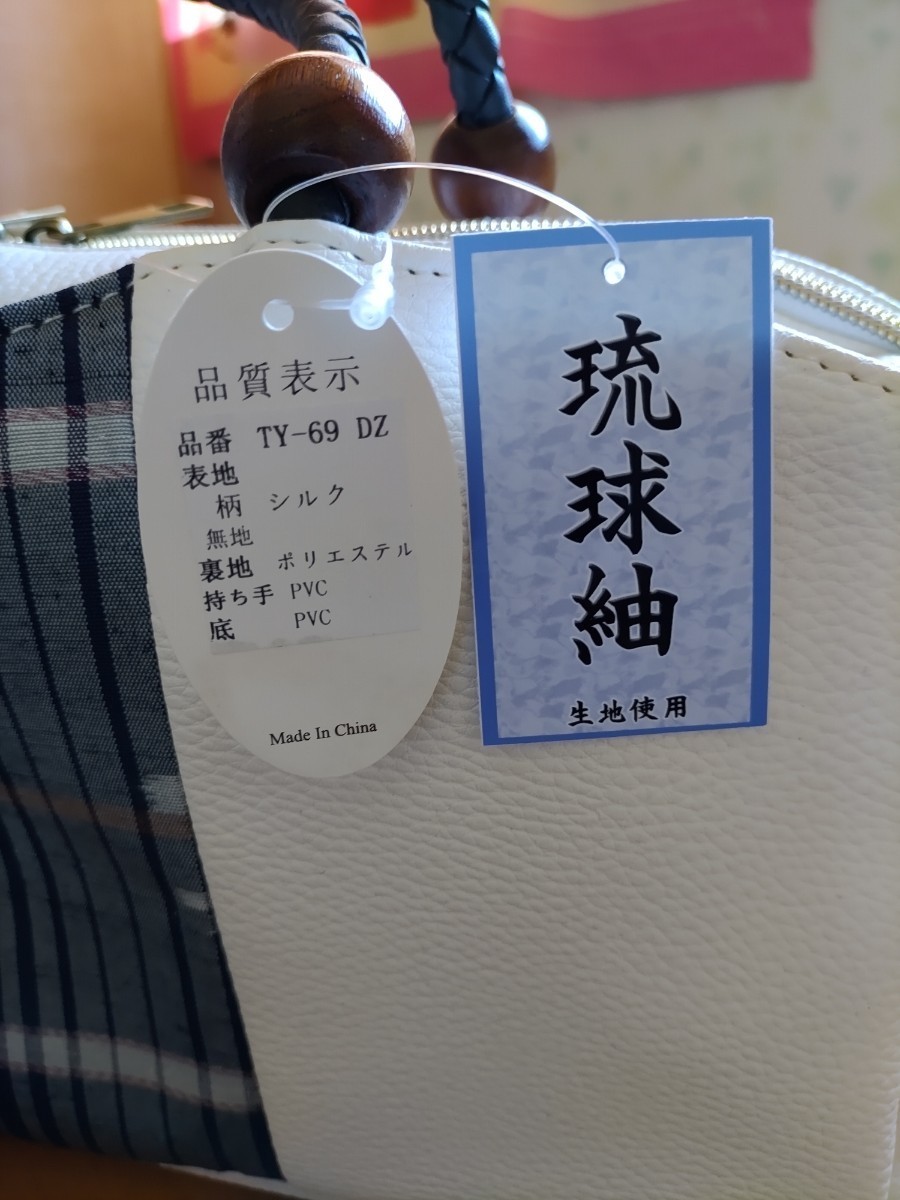 品質表示
品番 TY-69 DZ
表地
柄 シルク
無地
裏地 ポリエステル
持ち手 PVC
底 PVC
Made In China
琉球紬
生地使用